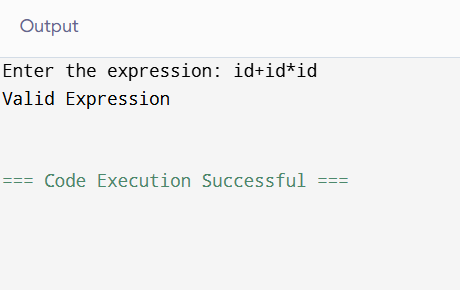 Output
Enter the expression: id+id*id
Valid Expression
=== Code Execution Successful ===